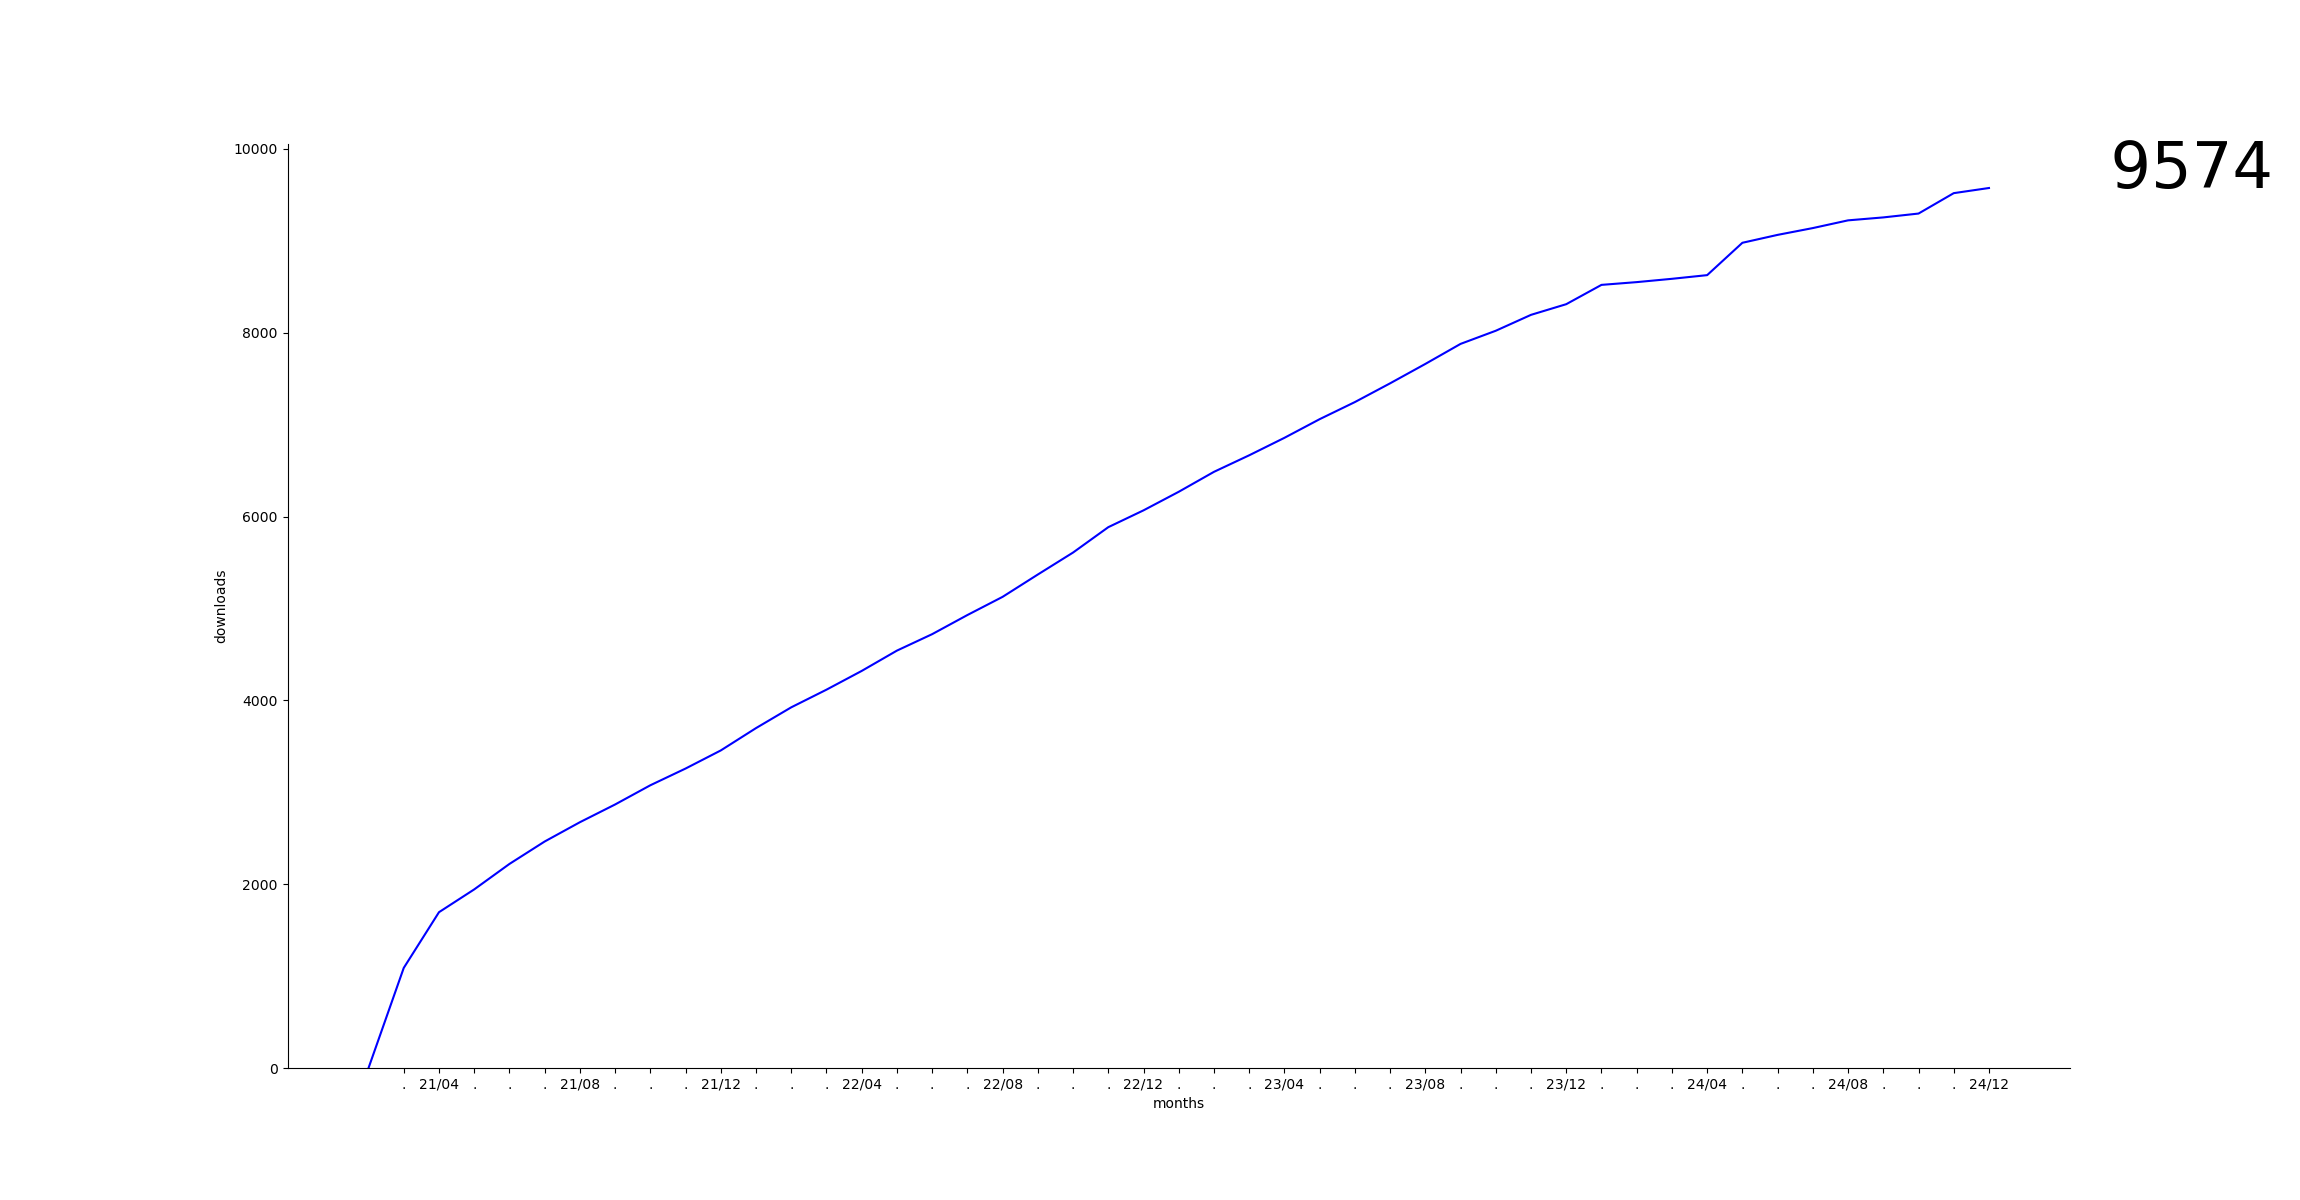 9574
10000
8000
6000
4000
2000
0
downloads
. 21/04 . . . 21/08 . . . 21/12 . . . 22/04 . . . 22/08 . . . 22/12 . . . 23/04 . . . 23/08 . . . 23/12 . . . 24/04 . . . 24/08 . . . 24/12
months